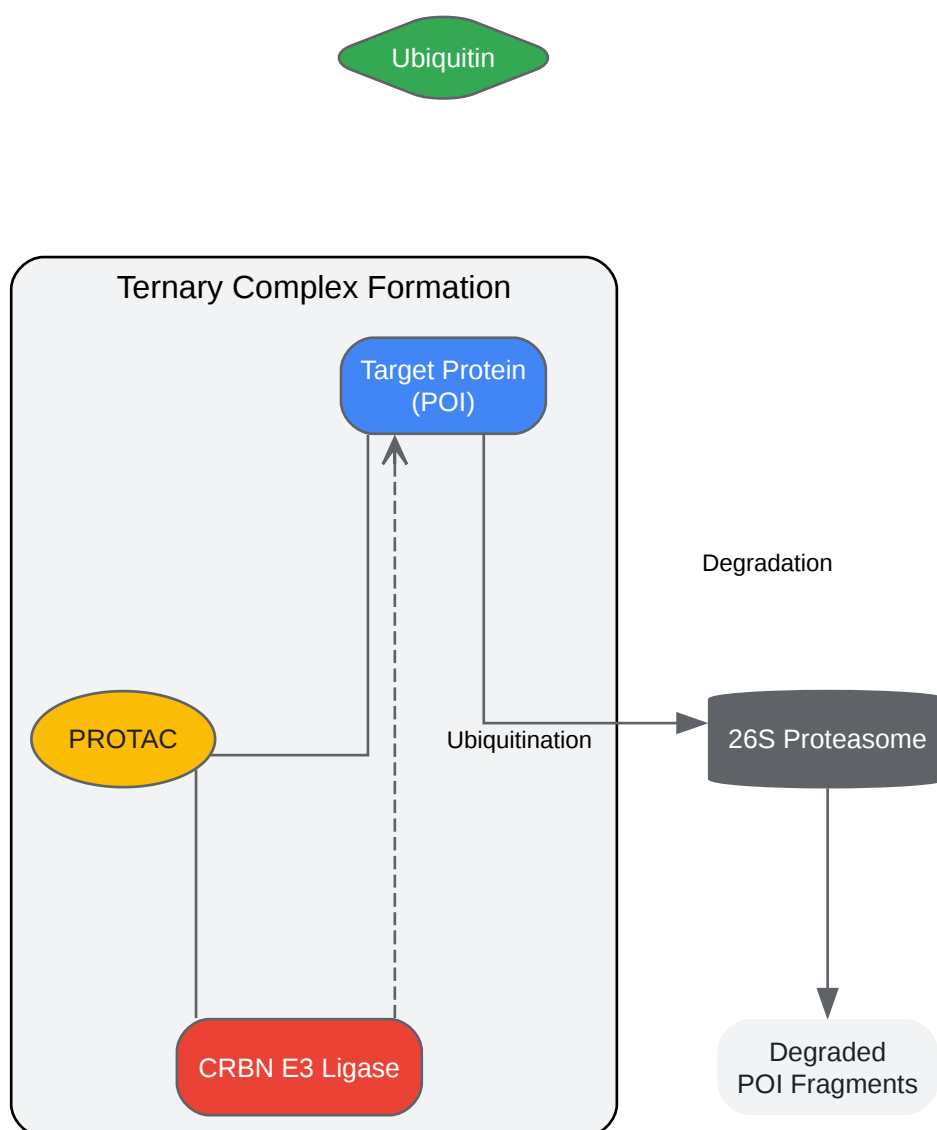 Ubiquitin
Ternary Complex Formation
Target Protein
(POI)
Degradation
PROTAC
Ubiquitination
26S Proteasome
CRBN E3 Ligase
Degraded
POI Fragments